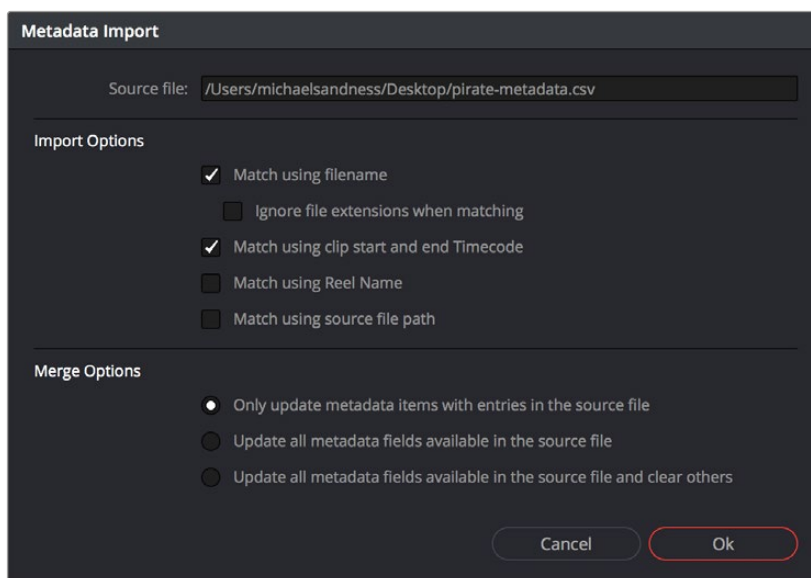 Metadata Import
Source file: /Users/michaelsandness/Desktop/pirate-metadata.csv
Import Options
Match using filename
Ignore file extensions when matching
Match using clip start and end Timecode
Match using Reel Name
Match using source file path
Merge Options
Only update metadata items with entries in the source file
Update all metadata fields available in the source file
Update all metadata fields available in the source file and clear others
Cancel Ok